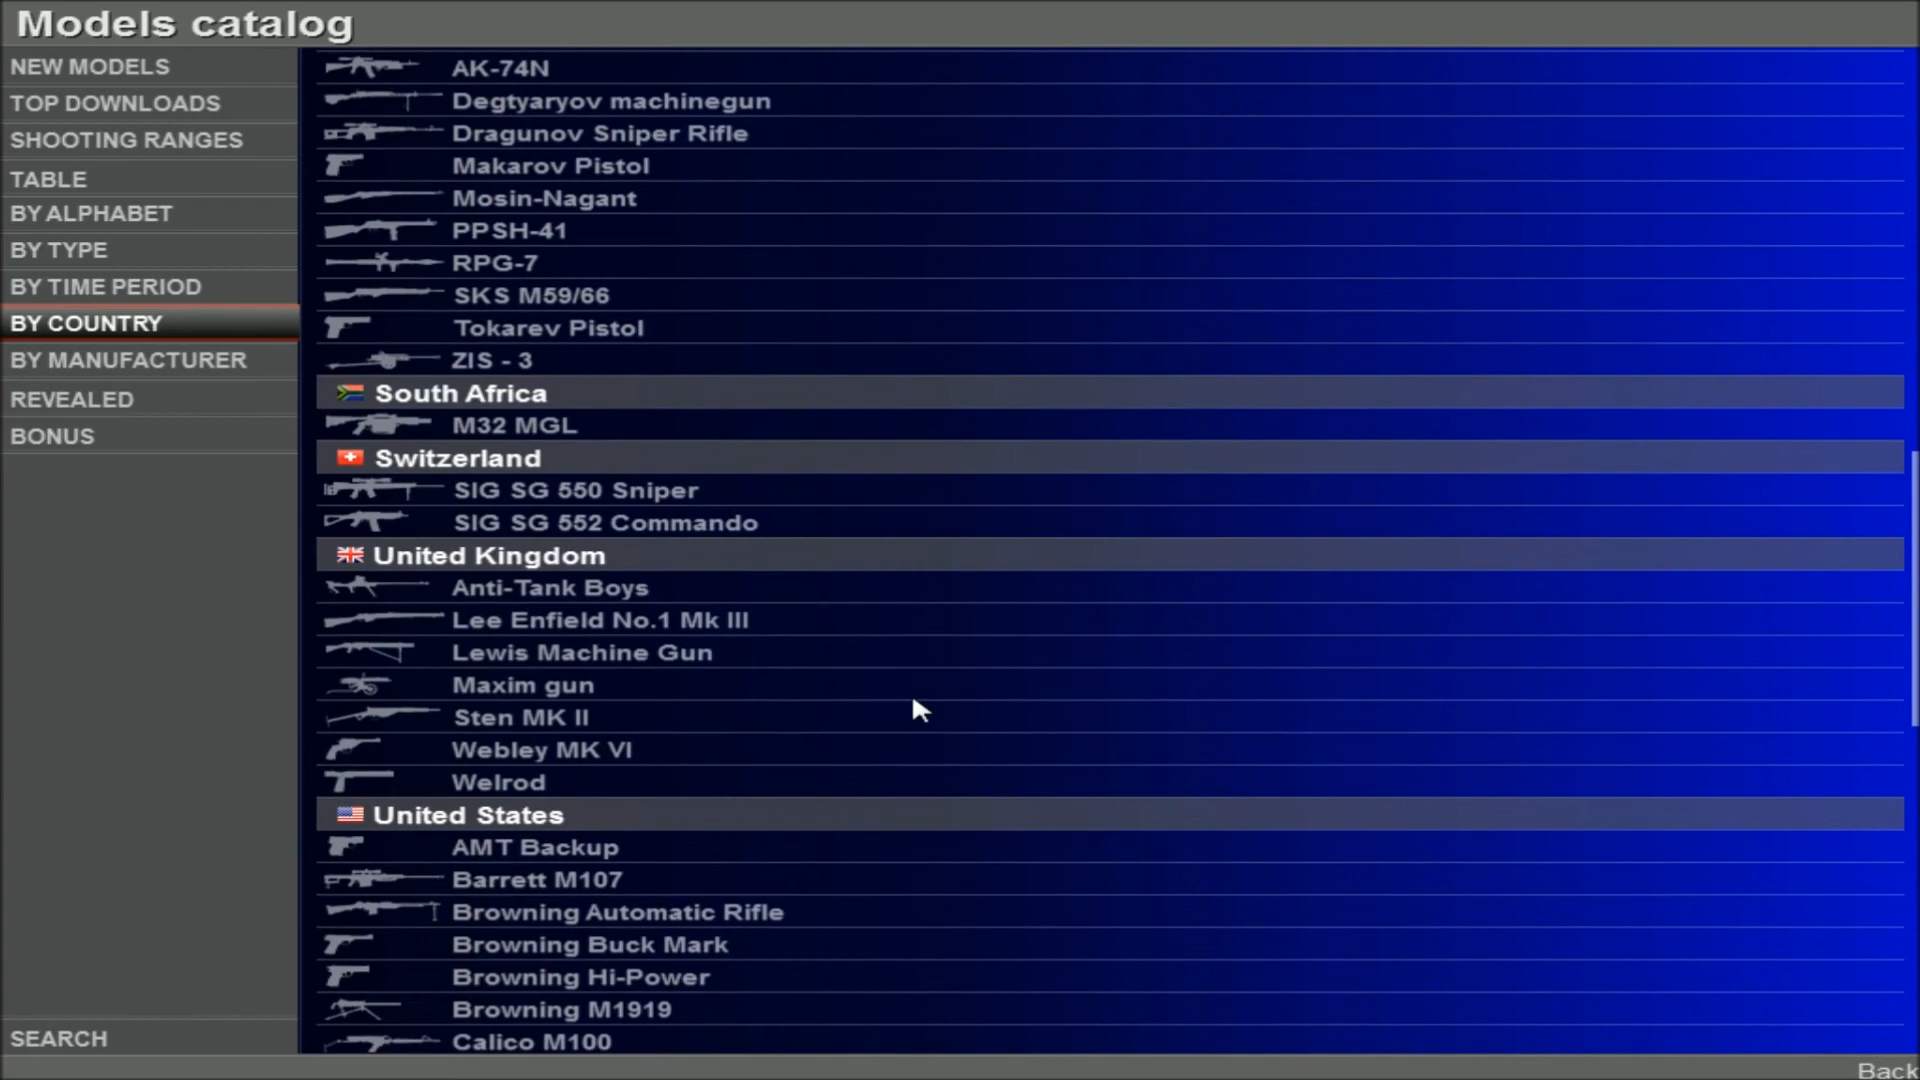 Models catalog
NEW MODELS
TOP DOWNLOADS
SHOOTING RANGES
TABLE
BY ALPHABET
BY TYPE
BY TIME PERIOD
BY COUNTRY
BY MANUFACTURER
REVEALED
BONUS
SEARCH
AK-74N
Degtyaryov machinegun
Dragunov Sniper Rifle
Makarov Pistol
Mosin-Nagant
PPSH-41
RPG-7
SKS M59/66
Tokarev Pistol
ZIS - 3
South Africa
M32 MGL
Switzerland
SIG SG 550 Sniper
SIG SG 552 Commando
United Kingdom
Anti-Tank Boys
Lee Enfield No.1 Mk III
Lewis Machine Gun
Maxim gun
Sten MK II
Webley MK VI
Welrod
United States
AMT Backup
Barrett M107
Browning Automatic Rifle
Browning Buck Mark
Browning Hi-Power
Browning M1919
Calico M100
Back